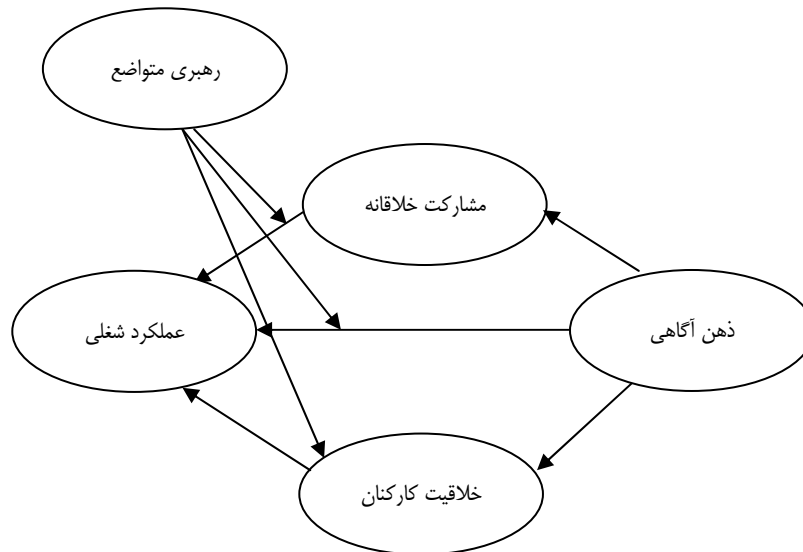 رهبری متواضع
مشارکت خلاقانه
ذهن آگاهی
عملکرد شغلی
خلاقیت کارکنان